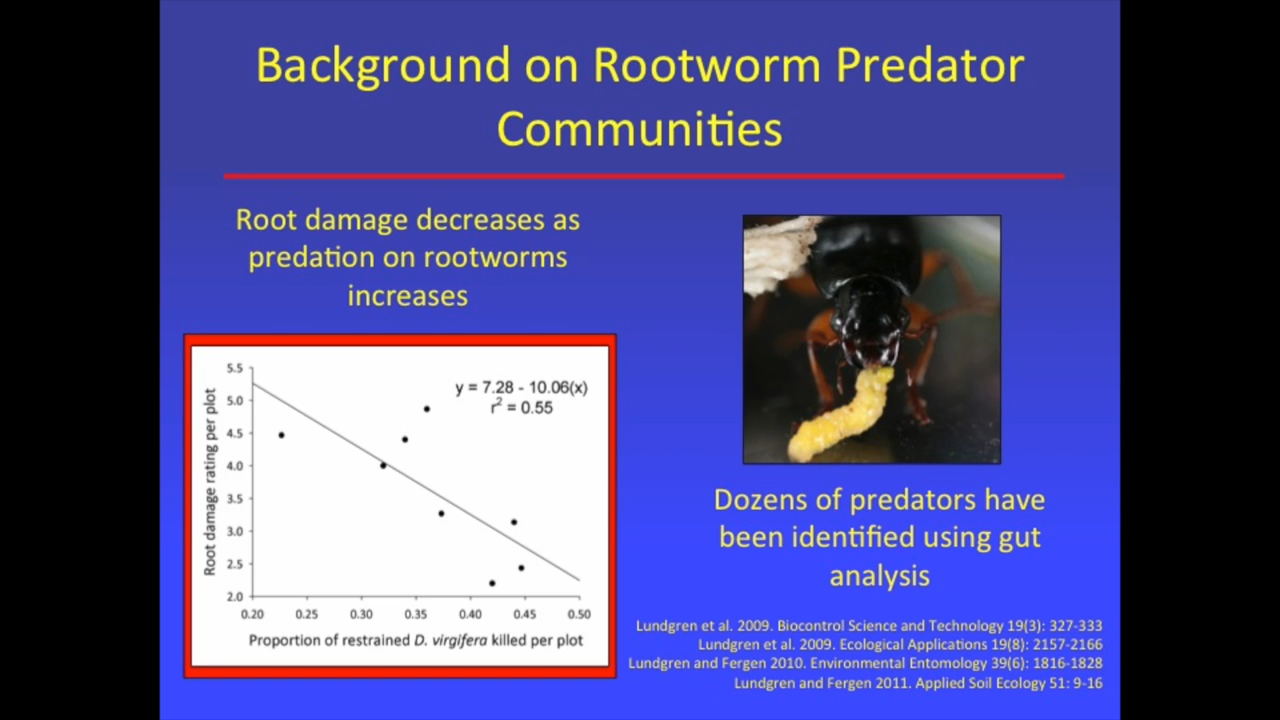 Background on Rootworm Predator
Communities
Root damage decreases as
predation on rootworms
increases
5.5
5.0
4.5
4.0
3.5
3.0
2.5
2.0
Root damage rating per plot
y = 7.28 - 10.06(x)
r² = 0.55
0.20 0.25 0.30 0.35 0.40 0.45 0.50
Proportion of restrained D. virgifera killed per plot
Dozens of predators have
been identified using gut
analysis
Lundgren et al. 2009. Biocontrol Science and Technology 19(3): 327-333
Lundgren et al. 2009. Ecological Applications 19(8): 2157-2166
Lundgren and Fergen 2010. Environmental Entomology 39(6): 1816-1828
Lundgren and Fergen 2011. Applied Soil Ecology 51: 9-16